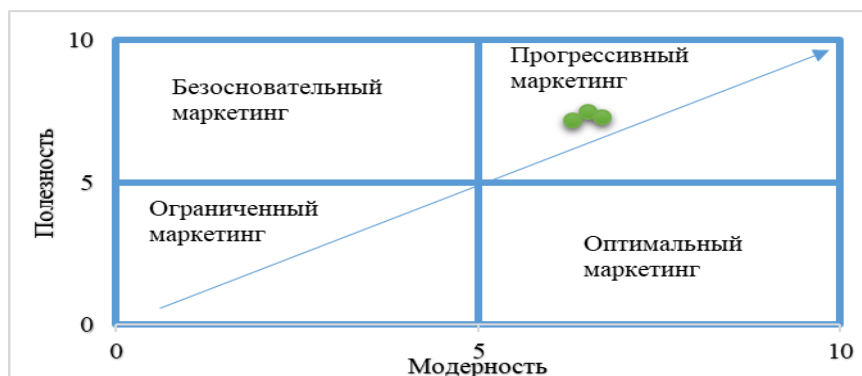 10
Прогрессивный
маркетинг
Безосновательный
маркетинг
Полезность
5
Ограниченный
маркетинг
Оптимальный
маркетинг
0
0
5
10
Модерность